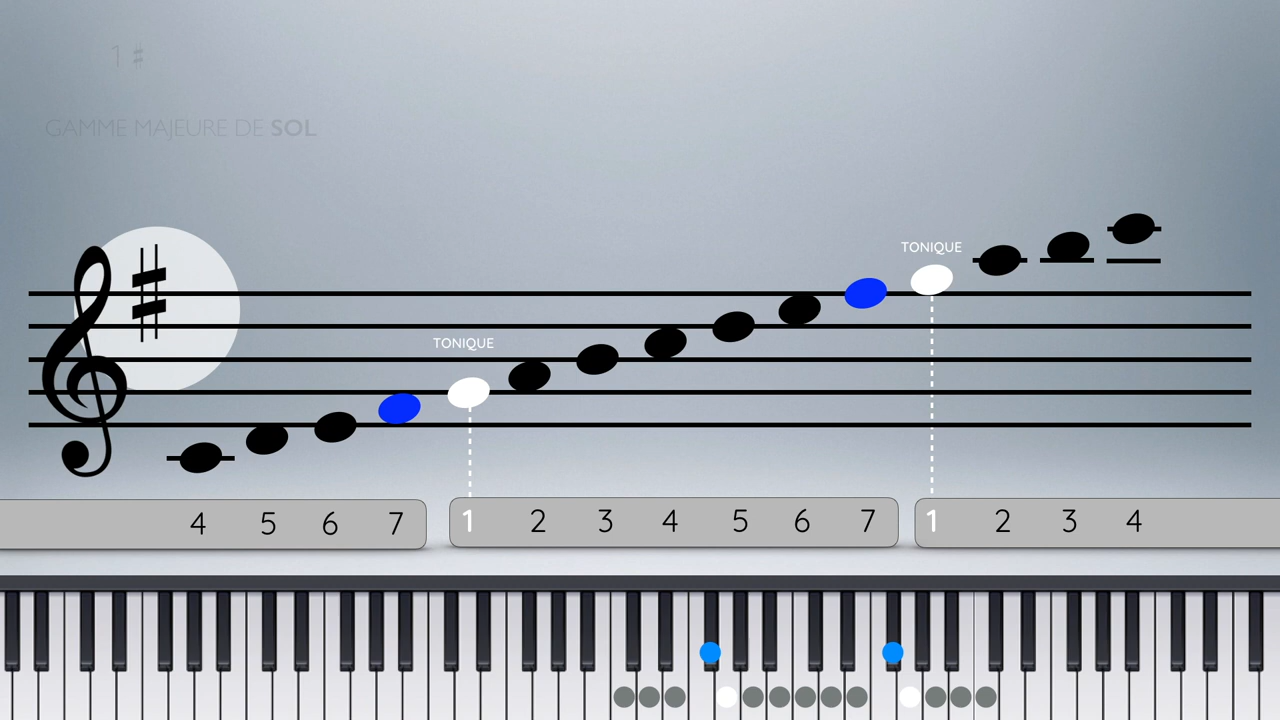 1 #
GAMME MAJEURE DE SOL
TONIQUE
TONIQUE
4 5 6 7 1 2 3 4 5 6 7 1 2 3 4